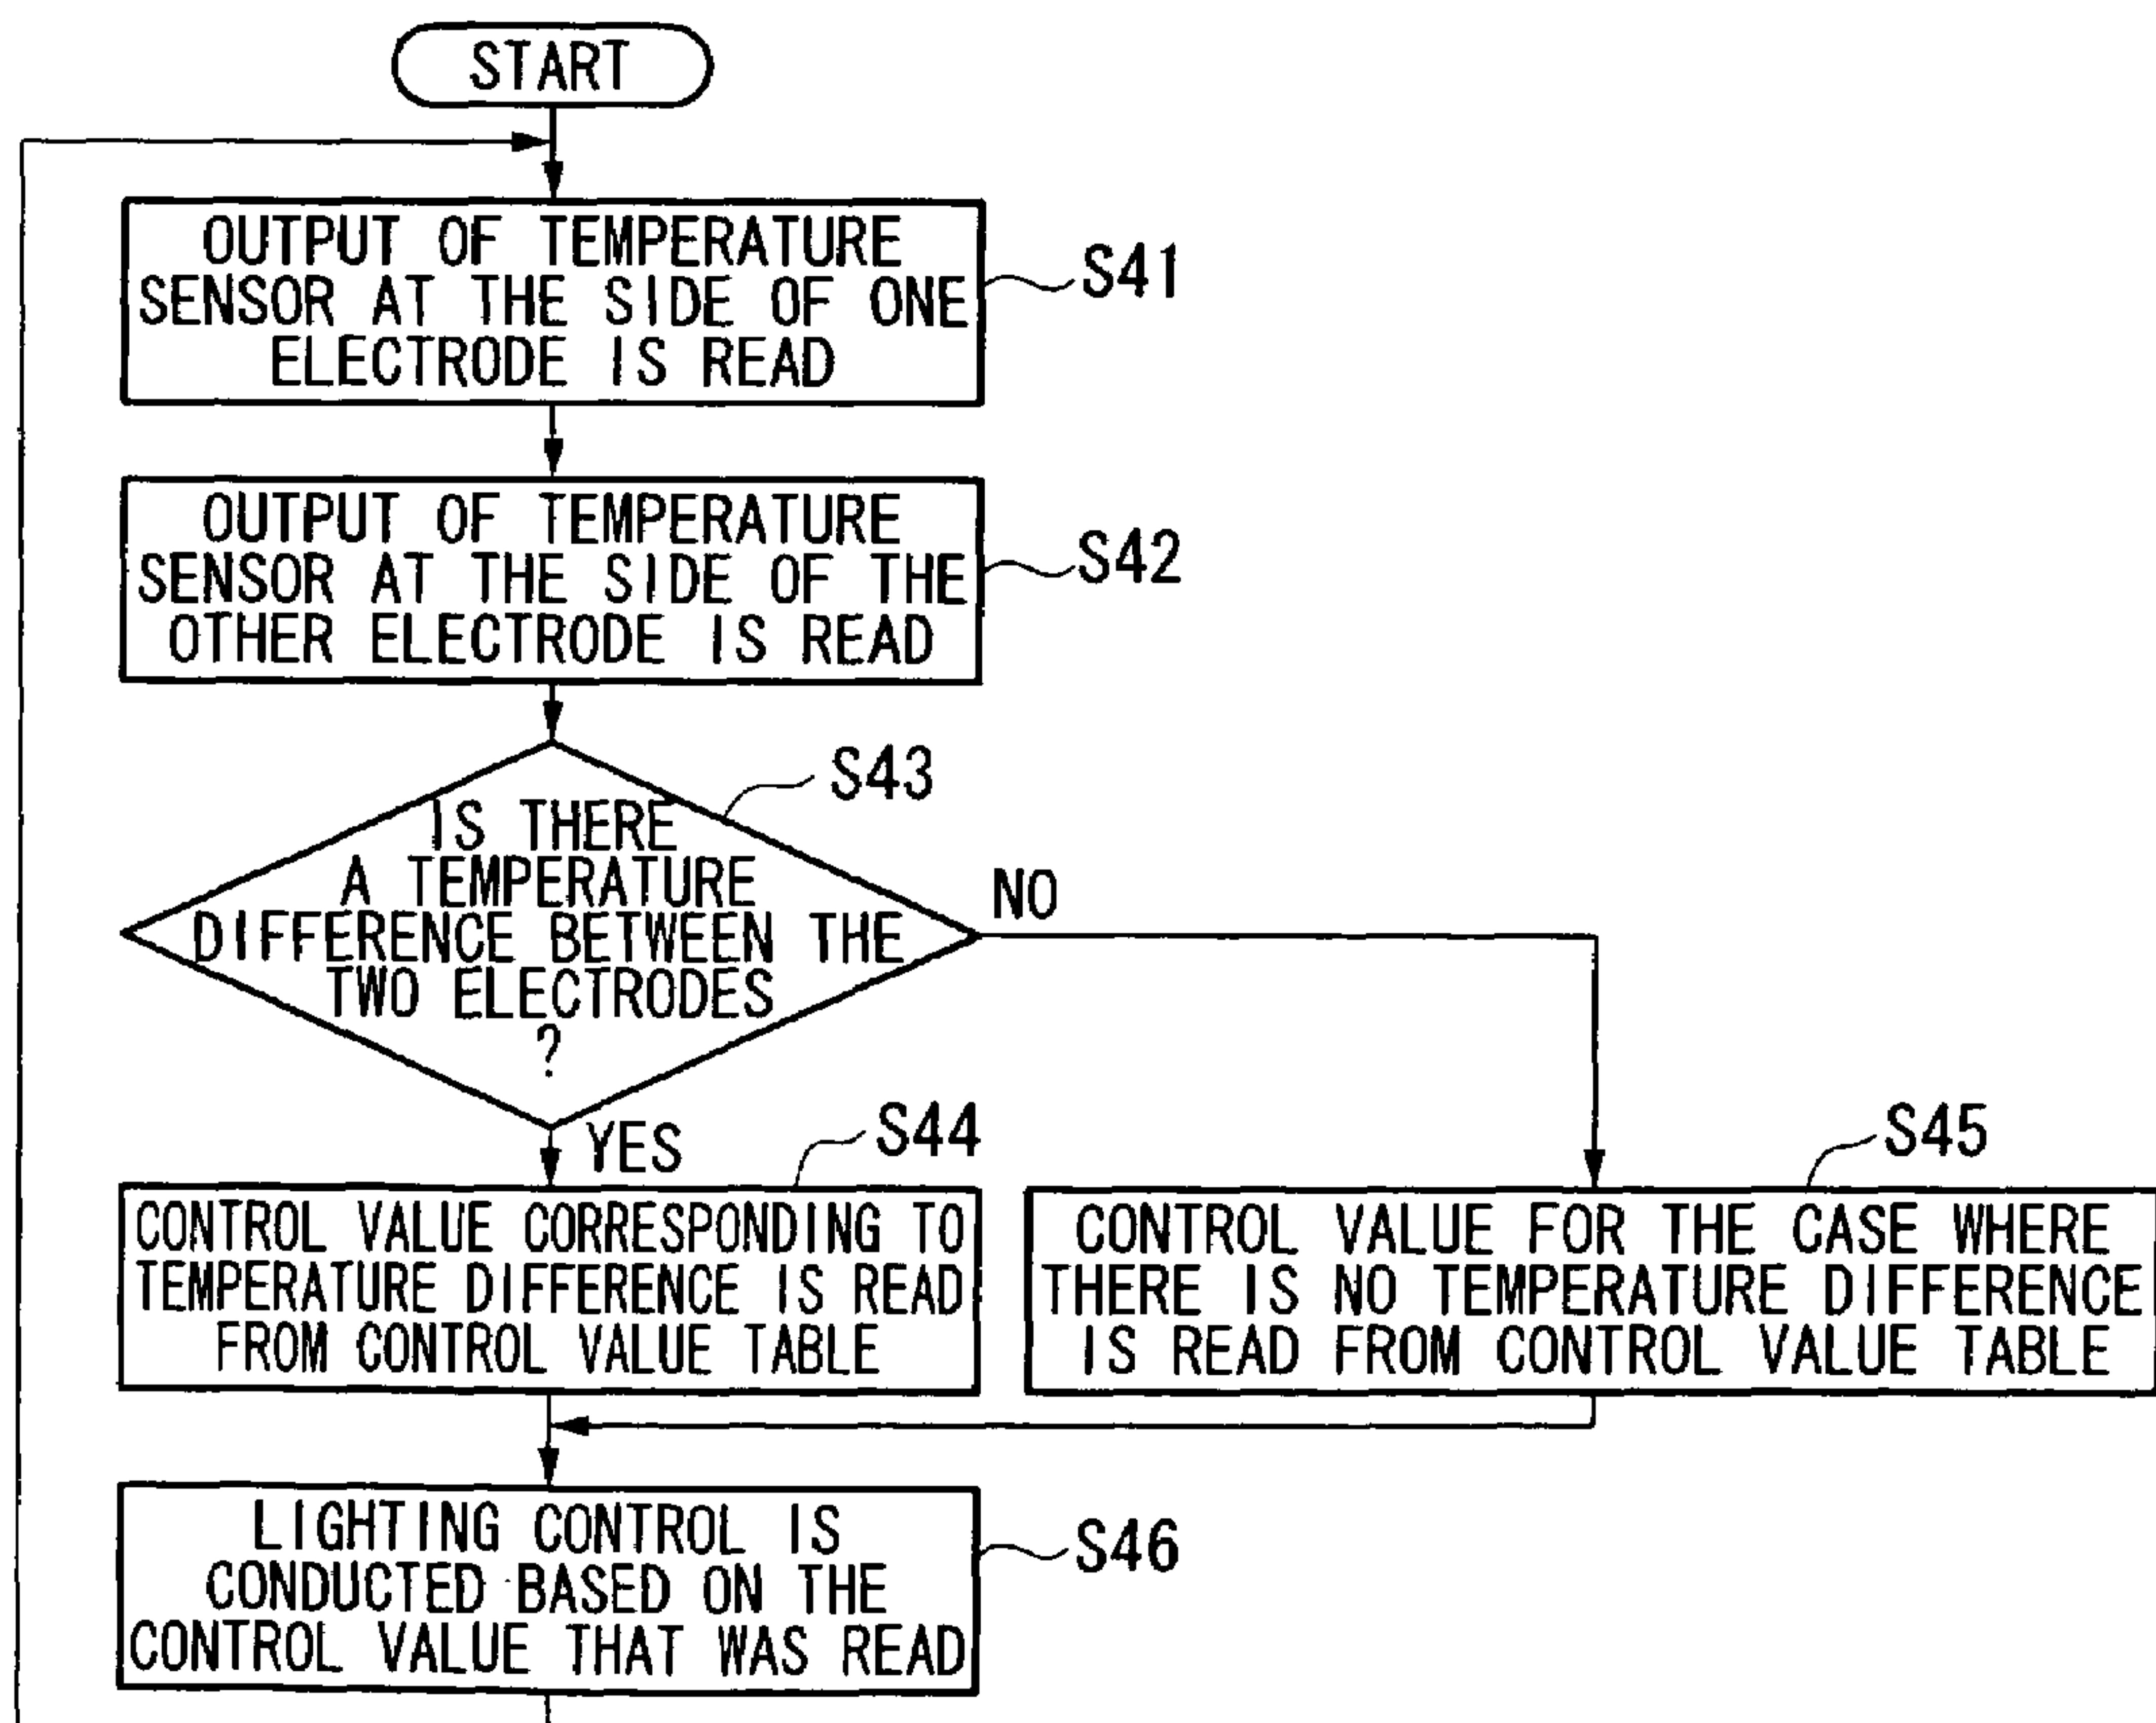 START
OUTPUT OF TEMPERATURE
SENSOR AT THE SIDE OF ONE
ELECTRODE IS READ
S41
OUTPUT OF TEMPERATURE
SENSOR AT THE SIDE OF THE
OTHER ELECTRODE IS READ
S42
S43
IS THERE
A TEMPERATURE
DIFFERENCE BETWEEN THE
TWO ELECTRODES
?
NO
YES
S44
CONTROL VALUE CORRESPONDING TO
TEMPERATURE DIFFERENCE IS READ
FROM CONTROL VALUE TABLE
S45
CONTROL VALUE FOR THE CASE WHERE
THERE IS NO TEMPERATURE DIFFERENCE
IS READ FROM CONTROL VALUE TABLE
LIGHTING CONTROL IS
CONDUCTED BASED ON THE
CONTROL VALUE THAT WAS READ
S46